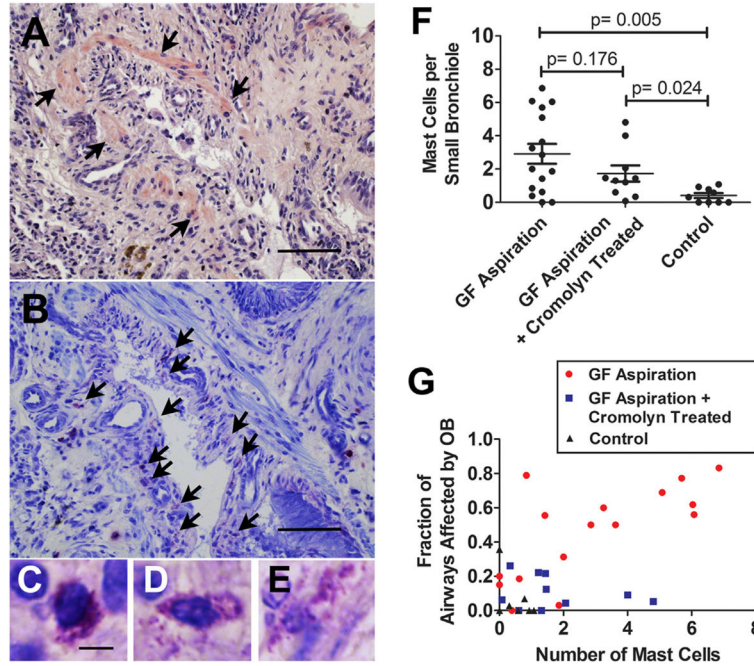 A
B
C
D
E
F
Mast Cells per
Small Bronchiole
10
8
6
4
2
0
p= 0.005
p= 0.176
p= 0.024
GF Aspiration
GF Aspiration
+ Cromolyn Treated
Control
G
GF Aspiration
GF Aspiration +
Cromolyn Treated
Control
Fraction of
Airways Affected by OB
1.0
0.8
0.6
0.4
0.2
0.0
0
2
4
6
8
Number of Mast Cells